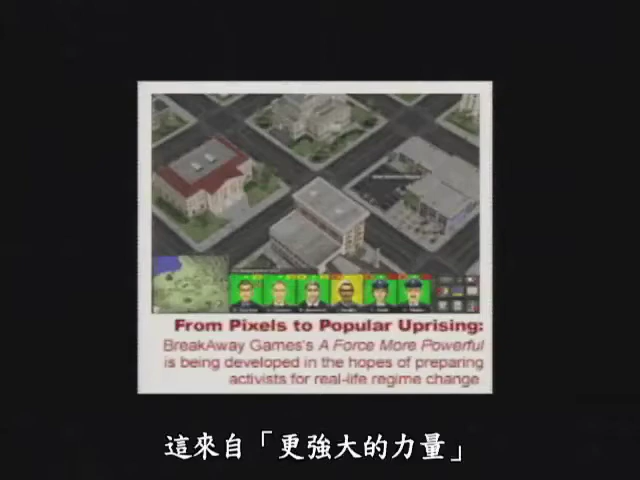 From Pixels to Popular Uprising:
BreakAway Games's A Force More Powerful
is being developed in the hopes of preparing
activists for real-life regime change
這來自「更強大的力量」